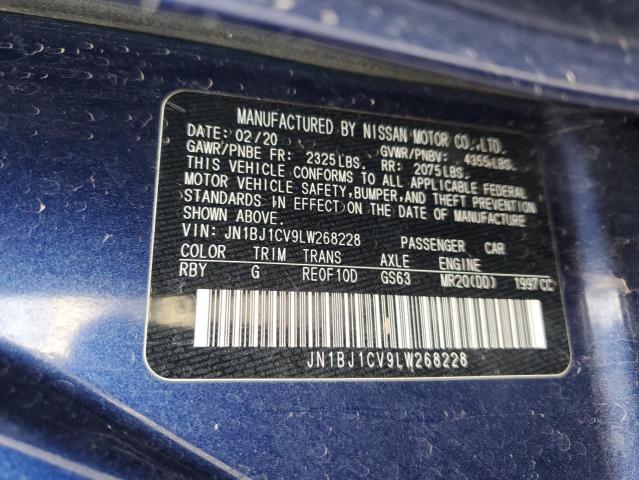 MANUFACTURED BY NISSAN MOTOR CO.,LTD.
DATE: 02/20 GVWR/PNBV: 4355LBS.
GAWR/PNBE FR: 2325LBS. RR: 2075LBS.
THIS VEHICLE CONFORMS TO ALL APPLICABLE FEDERAL
MOTOR VEHICLE SAFETY,BUMPER,AND THEFT PREVENTION
STANDARDS IN EFFECT ON THE DATE OF MANUFACTURE
SHOWN ABOVE.
VIN: JN1BJ1CV9LW268228 PASSENGER CAR
COLOR TRIM TRANS AXLE ENGINE
RBY G RE0F10D GS63 MR20(DD) 1997CC
JN1BJ1CV9LW268228